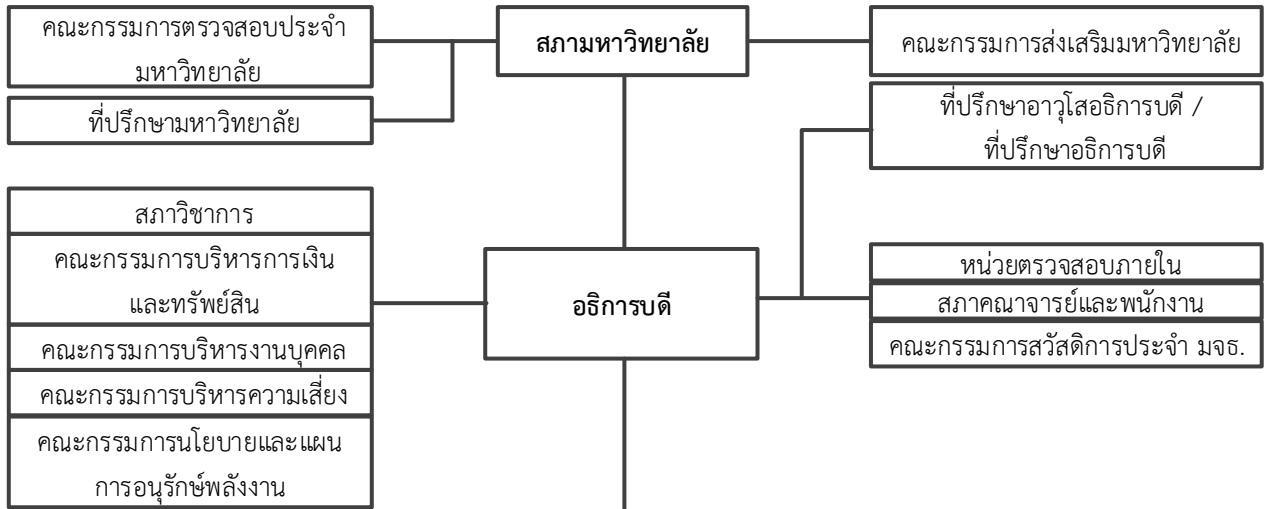 คณะกรรมการตรวจสอบประจำ
มหาวิทยาลัย
ที่ปรึกษามหาวิทยาลัย
สภามหาวิทยาลัย
คณะกรรมการส่งเสริมมหาวิทยาลัย
ที่ปรึกษาอาวุโสอธิการบดี /
ที่ปรึกษาอธิการบดี
สภาวิชาการ
คณะกรรมการบริหารการเงิน
และทรัพย์สิน
คณะกรรมการบริหารงานบุคคล
คณะกรรมการบริหารความเสี่ยง
คณะกรรมการนโยบายและแผน
การอนุรักษ์พลังงาน
อธิการบดี
หน่วยตรวจสอบภายใน
สภาคณาจารย์และพนักงาน
คณะกรรมการสวัสดิการประจำ มจธ.